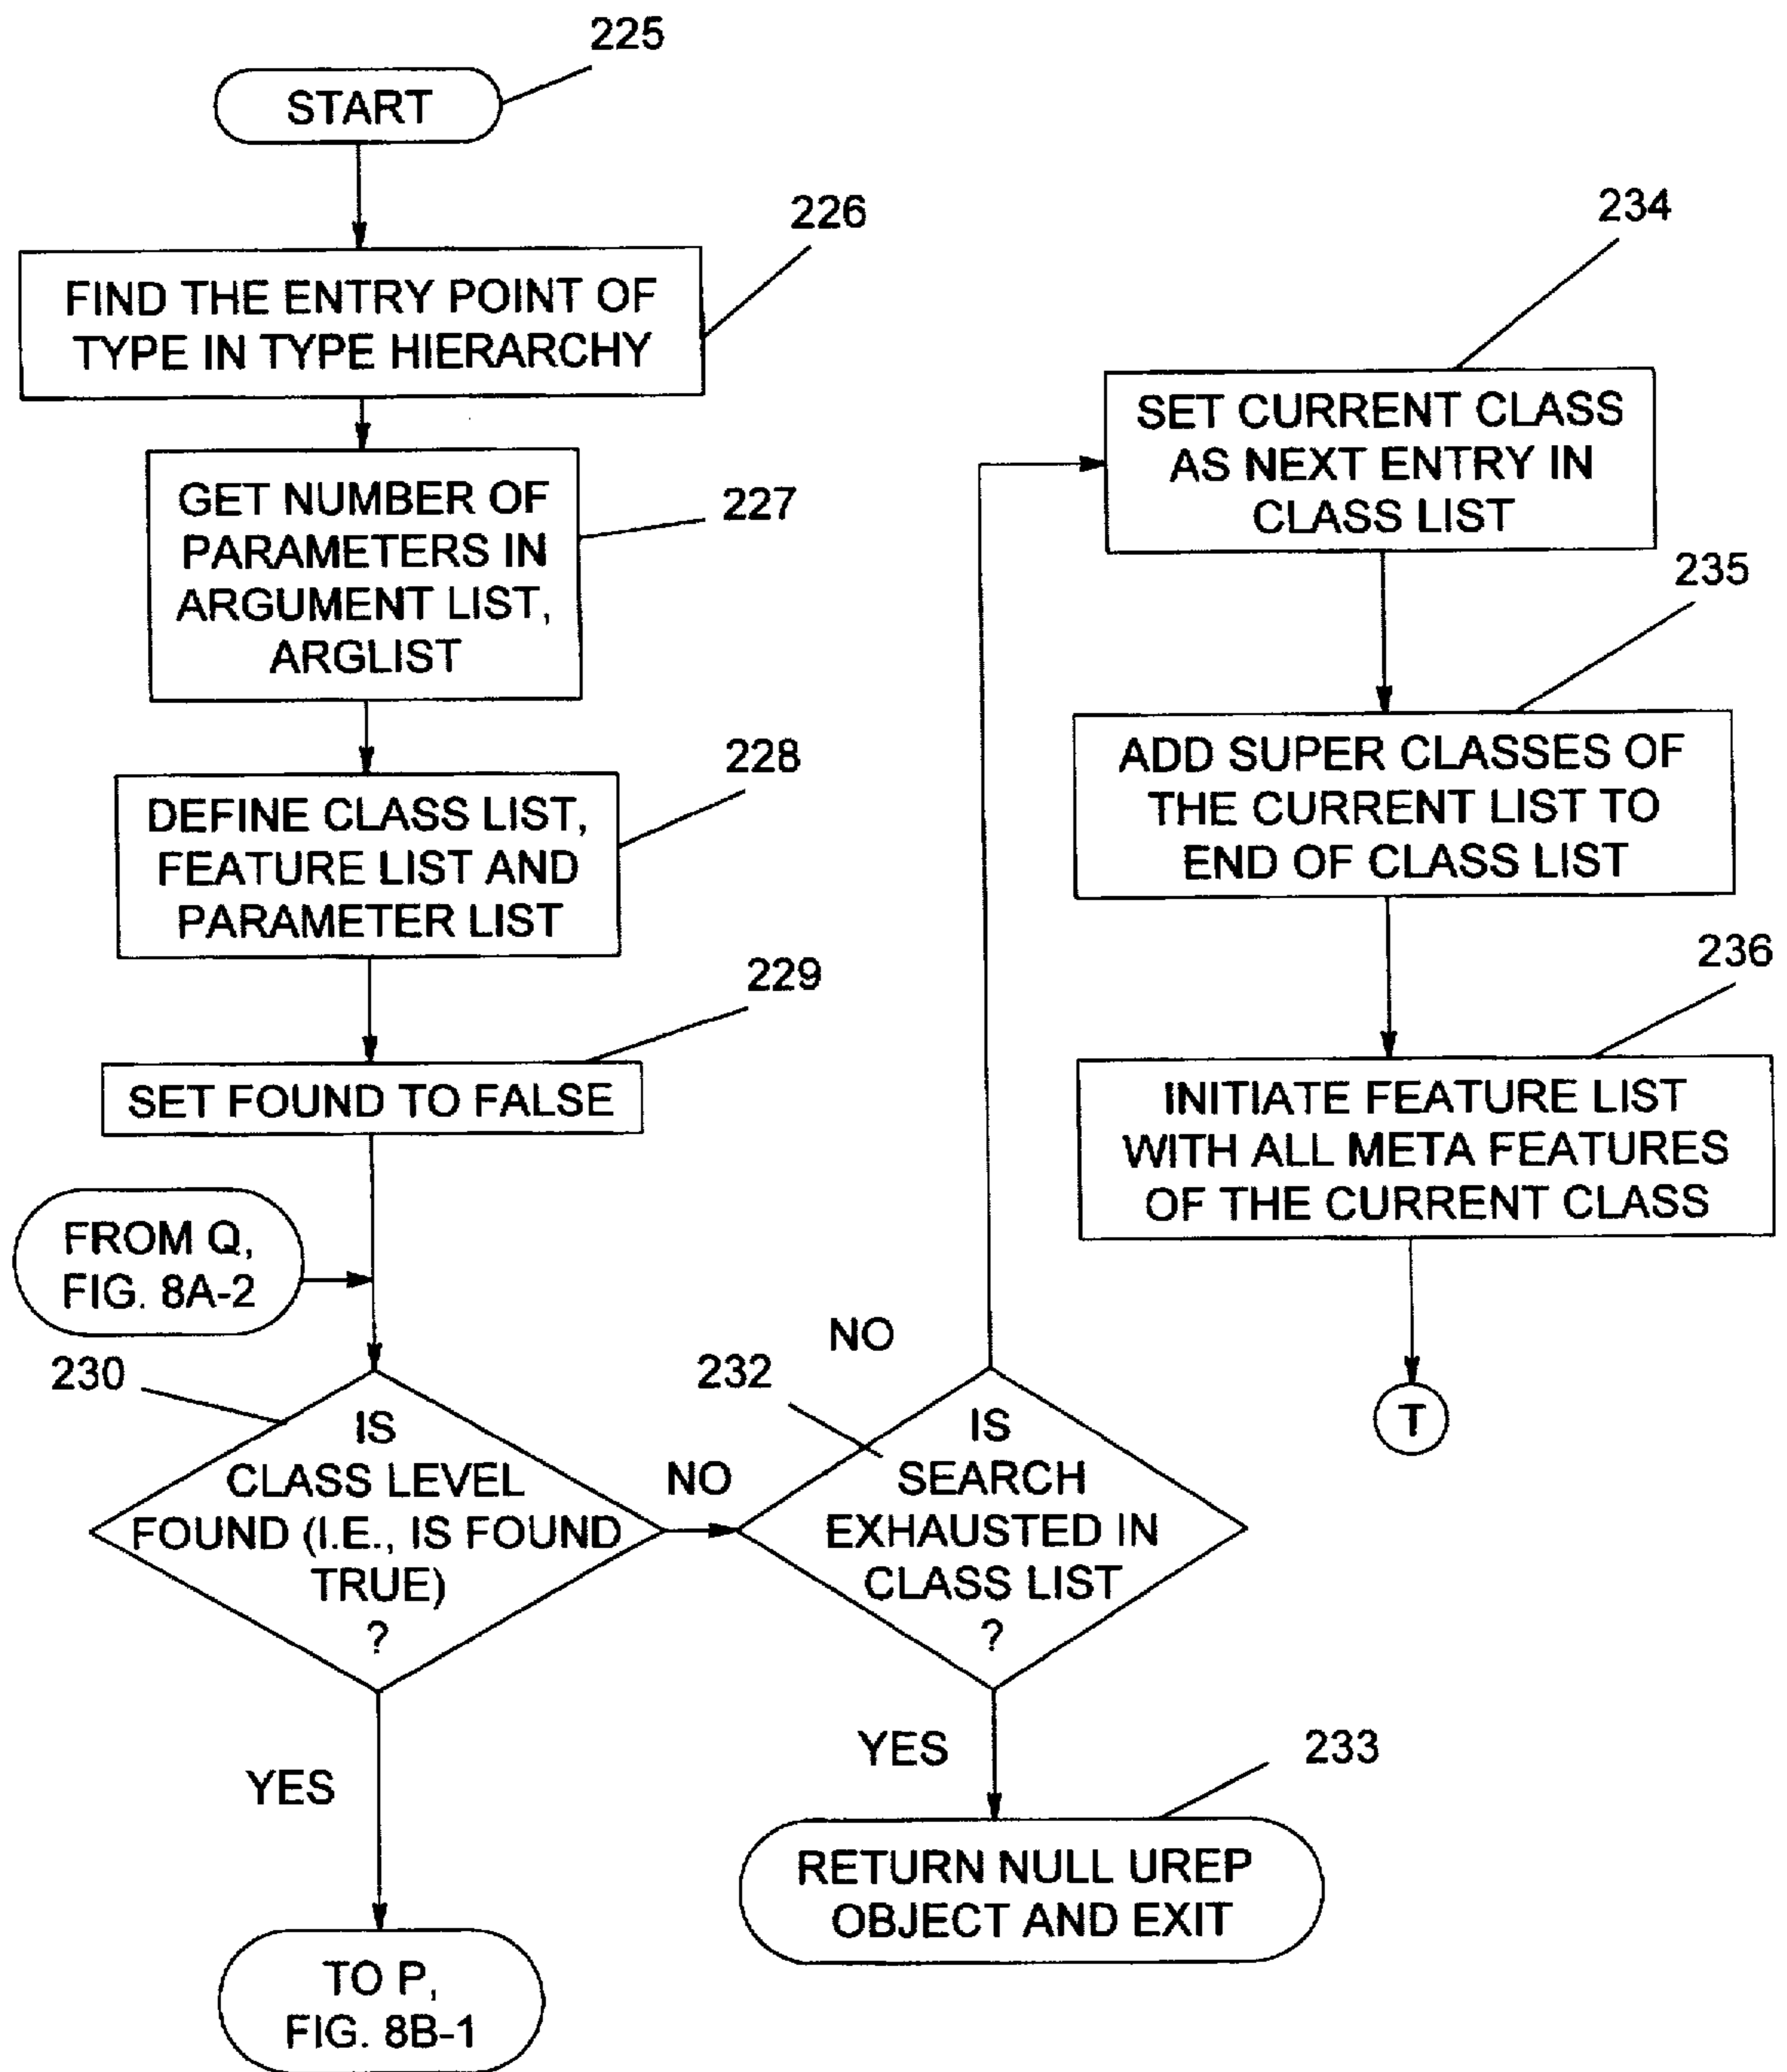 225
START
226
FIND THE ENTRY POINT OF
TYPE IN TYPE HIERARCHY
227
GET NUMBER OF
PARAMETERS IN
ARGUMENT LIST,
ARGLIST
228
DEFINE CLASS LIST,
FEATURE LIST AND
PARAMETER LIST
229
SET FOUND TO FALSE
FROM Q,
FIG. 8A-2
230
IS
CLASS LEVEL
FOUND (I.E., IS FOUND
TRUE)
?
NO
YES
TO P,
FIG. 8B-1
232
IS
SEARCH
EXHAUSTED IN
CLASS LIST
?
NO
YES
233
RETURN NULL UREP
OBJECT AND EXIT
234
SET CURRENT CLASS
AS NEXT ENTRY IN
CLASS LIST
235
ADD SUPER CLASSES OF
THE CURRENT LIST TO
END OF CLASS LIST
236
INITIATE FEATURE LIST
WITH ALL META FEATURES
OF THE CURRENT CLASS
T